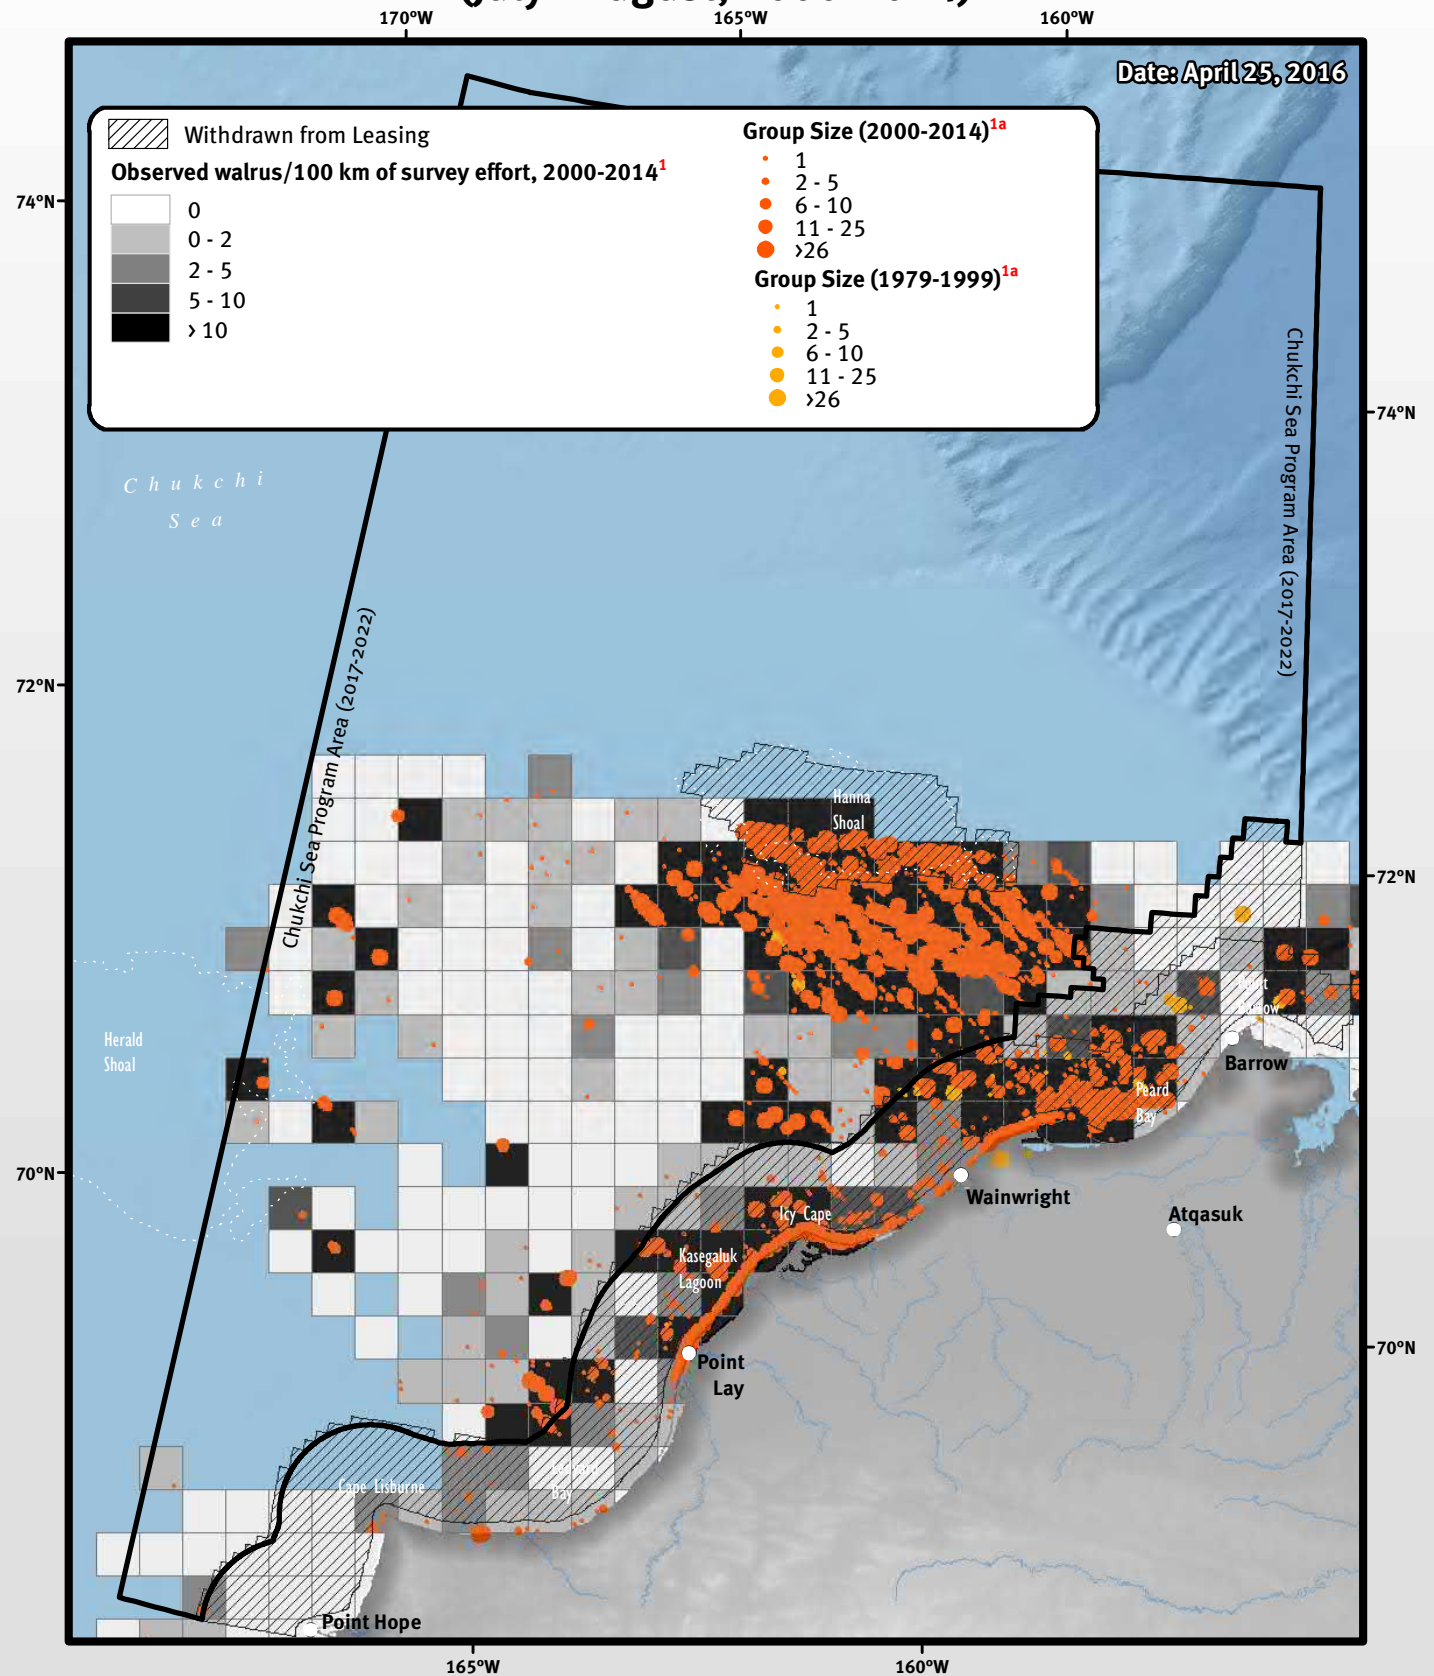 170°W
165°W
160°W
Date: April 25, 2016
Withdrawn from Leasing
Observed walrus/100 km of survey effort, 2000-2014¹
0
0 - 2
2 - 5
5 - 10
> 10
Group Size (2000-2014)¹ᵃ
1
2 - 5
6 - 10
11 - 25
>26
Group Size (1979-1999)¹ᵃ
1
2 - 5
6 - 10
11 - 25
>26
74°N
74°N
Chukchi
Sea
Chukchi Sea Program Area (2017-2022)
Chukchi Sea Program Area (2017-2022)
72°N
72°N
Hanna
Shoal
Herald
Shoal
Barrow
Peard
Bay
70°N
Wainwright
Atqasuk
Icy Cape
Kasegaluk
Lagoon
Point
Lay
70°N
Cape Lisburne
Bay
Point Hope
165°W
160°W